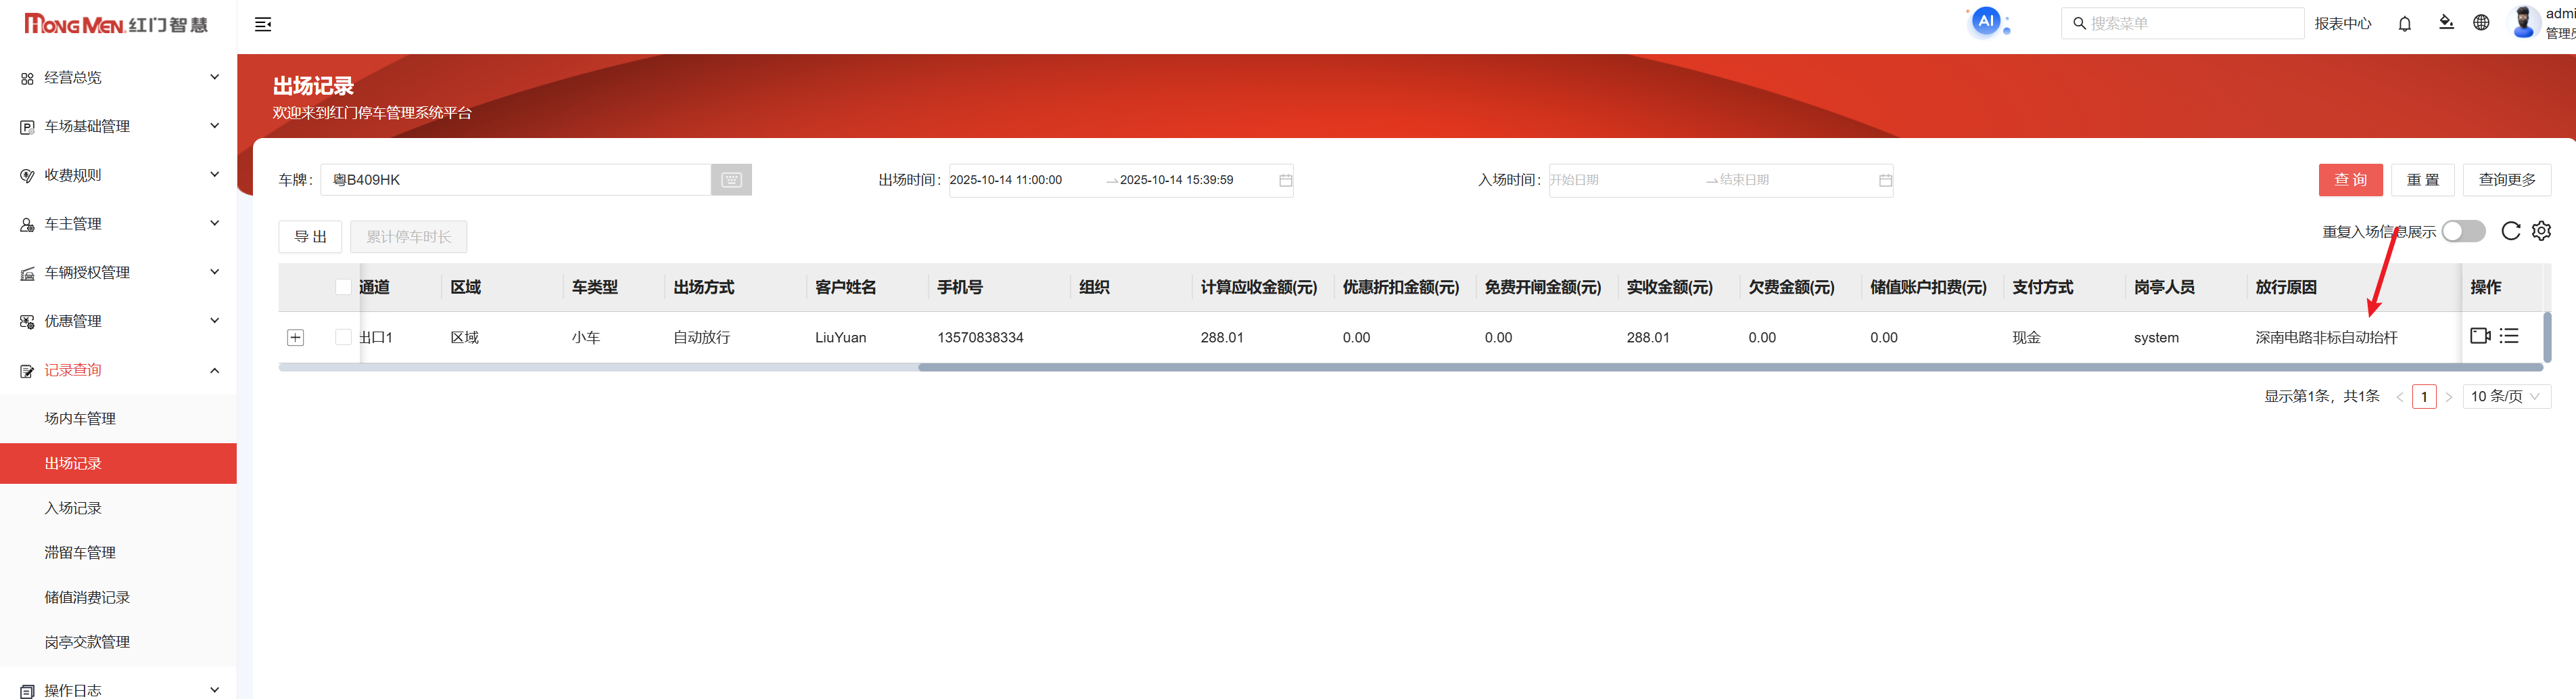 HONGMEN.红门智慧
AI
搜索菜单
报表中心
admi
管理员
经营总览
车场基础管理
收费规则
车主管理
车辆授权管理
优惠管理
记录查询
场内车管理
出场记录
入场记录
滞留车管理
储值消费记录
岗亭交款管理
操作日志
出场记录
欢迎来到红门停车管理系统平台
车牌： 粤B409HK 出场时间： 2025-10-14 11:00:00 2025-10-14 15:39:59 入场时间： 开始日期 结束日期 查 询 重 置 查询更多
导 出 累计停车时长 重复入场信息展示
通道 区域 车类型 出场方式 客户姓名 手机号 组织 计算应收金额(元) 优惠折扣金额(元) 免费开闸金额(元) 实收金额(元) 欠费金额(元) 储值账户扣费(元) 支付方式 岗亭人员 放行原因 操作
出口1 区域 小车 自动放行 LiuYuan 13570838334 288.01 0.00 0.00 288.01 0.00 0.00 现金 system 深南电路非标自动抬杆
显示第1条，共1条 < 1 > 10 条/页